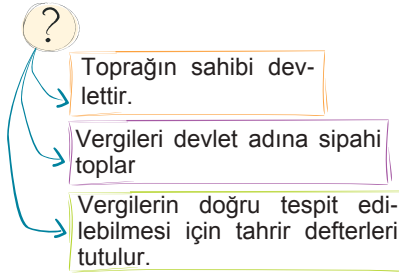 ?
Toprağın sahibi dev-
lettir.
Vergileri devlet adına sipahi
toplar
Vergilerin doğru tespit edi-
lebilmesi için tahrir defterleri
tutulur.